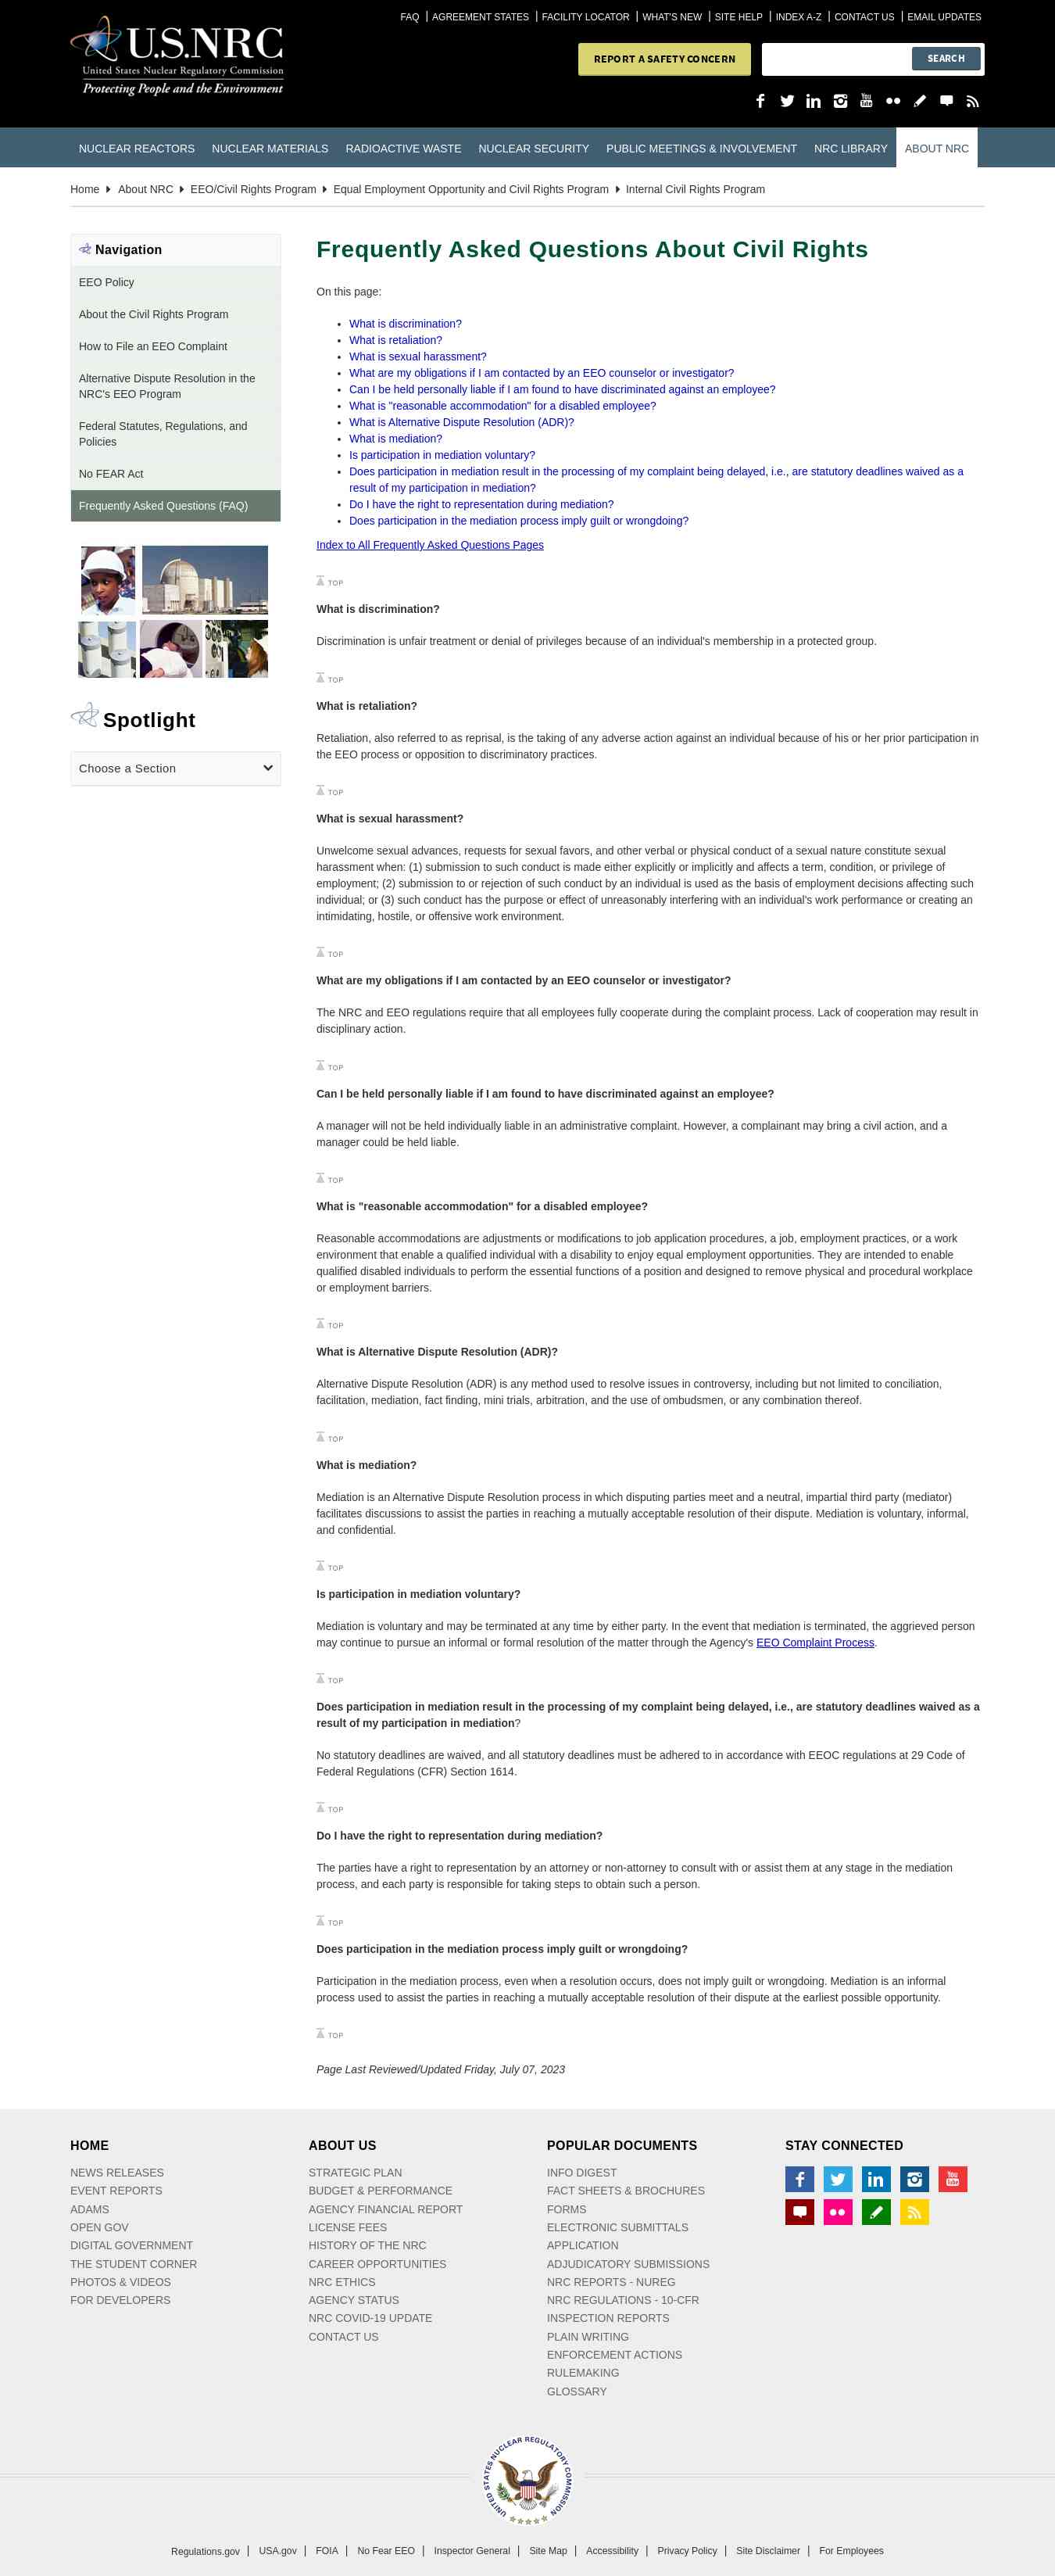 FAQ | AGREEMENT STATES | FACILITY LOCATOR | WHAT'S NEW | SITE HELP | INDEX A-Z | CONTACT US | EMAIL UPDATES
U.S.NRC
United States Nuclear Regulatory Commission
Protecting People and the Environment
REPORT A SAFETY CONCERN
SEARCH
NUCLEAR REACTORS NUCLEAR MATERIALS RADIOACTIVE WASTE NUCLEAR SECURITY PUBLIC MEETINGS & INVOLVEMENT NRC LIBRARY ABOUT NRC
Home About NRC EEO/Civil Rights Program Equal Employment Opportunity and Civil Rights Program Internal Civil Rights Program
Navigation
EEO Policy
About the Civil Rights Program
How to File an EEO Complaint
Alternative Dispute Resolution in the
NRC's EEO Program
Federal Statutes, Regulations, and
Policies
No FEAR Act
Frequently Asked Questions (FAQ)
Spotlight
Choose a Section
Frequently Asked Questions About Civil Rights
On this page:
• What is discrimination?
• What is retaliation?
• What is sexual harassment?
• What are my obligations if I am contacted by an EEO counselor or investigator?
• Can I be held personally liable if I am found to have discriminated against an employee?
• What is "reasonable accommodation" for a disabled employee?
• What is Alternative Dispute Resolution (ADR)?
• What is mediation?
• Is participation in mediation voluntary?
• Does participation in mediation result in the processing of my complaint being delayed, i.e., are statutory deadlines waived as a
result of my participation in mediation?
• Do I have the right to representation during mediation?
• Does participation in the mediation process imply guilt or wrongdoing?
Index to All Frequently Asked Questions Pages
TOP
What is discrimination?
Discrimination is unfair treatment or denial of privileges because of an individual's membership in a protected group.
TOP
What is retaliation?
Retaliation, also referred to as reprisal, is the taking of any adverse action against an individual because of his or her prior participation in
the EEO process or opposition to discriminatory practices.
TOP
What is sexual harassment?
Unwelcome sexual advances, requests for sexual favors, and other verbal or physical conduct of a sexual nature constitute sexual
harassment when: (1) submission to such conduct is made either explicitly or implicitly and affects a term, condition, or privilege of
employment; (2) submission to or rejection of such conduct by an individual is used as the basis of employment decisions affecting such
individual; or (3) such conduct has the purpose or effect of unreasonably interfering with an individual's work performance or creating an
intimidating, hostile, or offensive work environment.
TOP
What are my obligations if I am contacted by an EEO counselor or investigator?
The NRC and EEO regulations require that all employees fully cooperate during the complaint process. Lack of cooperation may result in
disciplinary action.
TOP
Can I be held personally liable if I am found to have discriminated against an employee?
A manager will not be held individually liable in an administrative complaint. However, a complainant may bring a civil action, and a
manager could be held liable.
TOP
What is "reasonable accommodation" for a disabled employee?
Reasonable accommodations are adjustments or modifications to job application procedures, a job, employment practices, or a work
environment that enable a qualified individual with a disability to enjoy equal employment opportunities. They are intended to enable
qualified disabled individuals to perform the essential functions of a position and designed to remove physical and procedural workplace
or employment barriers.
TOP
What is Alternative Dispute Resolution (ADR)?
Alternative Dispute Resolution (ADR) is any method used to resolve issues in controversy, including but not limited to conciliation,
facilitation, mediation, fact finding, mini trials, arbitration, and the use of ombudsmen, or any combination thereof.
TOP
What is mediation?
Mediation is an Alternative Dispute Resolution process in which disputing parties meet and a neutral, impartial third party (mediator)
facilitates discussions to assist the parties in reaching a mutually acceptable resolution of their dispute. Mediation is voluntary, informal,
and confidential.
TOP
Is participation in mediation voluntary?
Mediation is voluntary and may be terminated at any time by either party. In the event that mediation is terminated, the aggrieved person
may continue to pursue an informal or formal resolution of the matter through the Agency's EEO Complaint Process.
TOP
Does participation in mediation result in the processing of my complaint being delayed, i.e., are statutory deadlines waived as a
result of my participation in mediation?
No statutory deadlines are waived, and all statutory deadlines must be adhered to in accordance with EEOC regulations at 29 Code of
Federal Regulations (CFR) Section 1614.
TOP
Do I have the right to representation during mediation?
The parties have a right to representation by an attorney or non-attorney to consult with or assist them at any stage in the mediation
process, and each party is responsible for taking steps to obtain such a person.
TOP
Does participation in the mediation process imply guilt or wrongdoing?
Participation in the mediation process, even when a resolution occurs, does not imply guilt or wrongdoing. Mediation is an informal
process used to assist the parties in reaching a mutually acceptable resolution of their dispute at the earliest possible opportunity.
TOP
Page Last Reviewed/Updated Friday, July 07, 2023
HOME
NEWS RELEASES
EVENT REPORTS
ADAMS
OPEN GOV
DIGITAL GOVERNMENT
THE STUDENT CORNER
PHOTOS & VIDEOS
FOR DEVELOPERS
ABOUT US
STRATEGIC PLAN
BUDGET & PERFORMANCE
AGENCY FINANCIAL REPORT
LICENSE FEES
HISTORY OF THE NRC
CAREER OPPORTUNITIES
NRC ETHICS
AGENCY STATUS
NRC COVID-19 UPDATE
CONTACT US
POPULAR DOCUMENTS
INFO DIGEST
FACT SHEETS & BROCHURES
FORMS
ELECTRONIC SUBMITTALS
APPLICATION
ADJUDICATORY SUBMISSIONS
NRC REPORTS - NUREG
NRC REGULATIONS - 10-CFR
INSPECTION REPORTS
PLAIN WRITING
ENFORCEMENT ACTIONS
RULEMAKING
GLOSSARY
STAY CONNECTED
UNITED STATES NUCLEAR REGULATORY COMMISSION
Regulations.gov | USA.gov | FOIA | No Fear EEO | Inspector General | Site Map | Accessibility | Privacy Policy | Site Disclaimer | For Employees